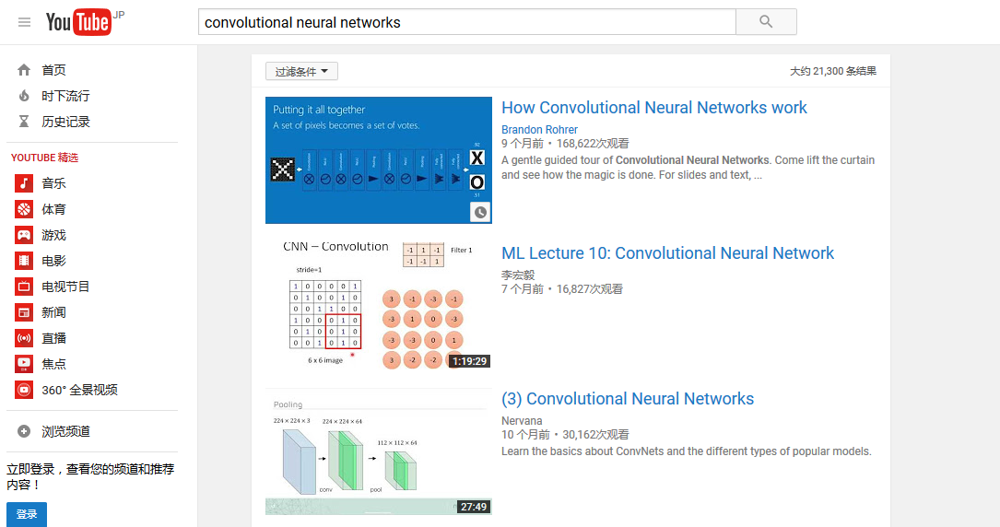 YouTube JP
convolutional neural networks
首页
时下流行
历史记录
YOUTUBE 精选
音乐
体育
游戏
电影
电视节目
新闻
直播
焦点
360° 全景视频
浏览频道
立即登录，查看您的频道和推荐
内容！
登录
过滤条件
大约 21,300 条结果
Putting it all together
A set of pixels becomes a set of votes.
X
O
How Convolutional Neural Networks work
Brandon Rohrer
9 个月前 • 168,622次观看
A gentle guided tour of Convolutional Neural Networks. Come lift the curtain
and see how the magic is done. For slides and text, ...
CNN – Convolution
-1 1 -1
-1 -1 1
Filter 1
stride=1
1 0 0 0 0 1
0 1 0 0 1 0
0 0 1 1 0 0
1 0 0 0 1 0
0 1 0 0 1 0
0 0 1 0 1 0
6 x 6 image
3 -1 -3 -1
-3 1 0 -3
-3 -3 0 1
3 -2 -2
1:19:29
ML Lecture 10: Convolutional Neural Network
李宏毅
7 个月前 • 16,827次观看
Pooling
224 × 224 × 3
224 × 224 × 64
112 × 112 × 64
conv
pool
27:49
(3) Convolutional Neural Networks
Nervana
10 个月前 • 30,162次观看
Learn the basics about ConvNets and the different types of popular models.